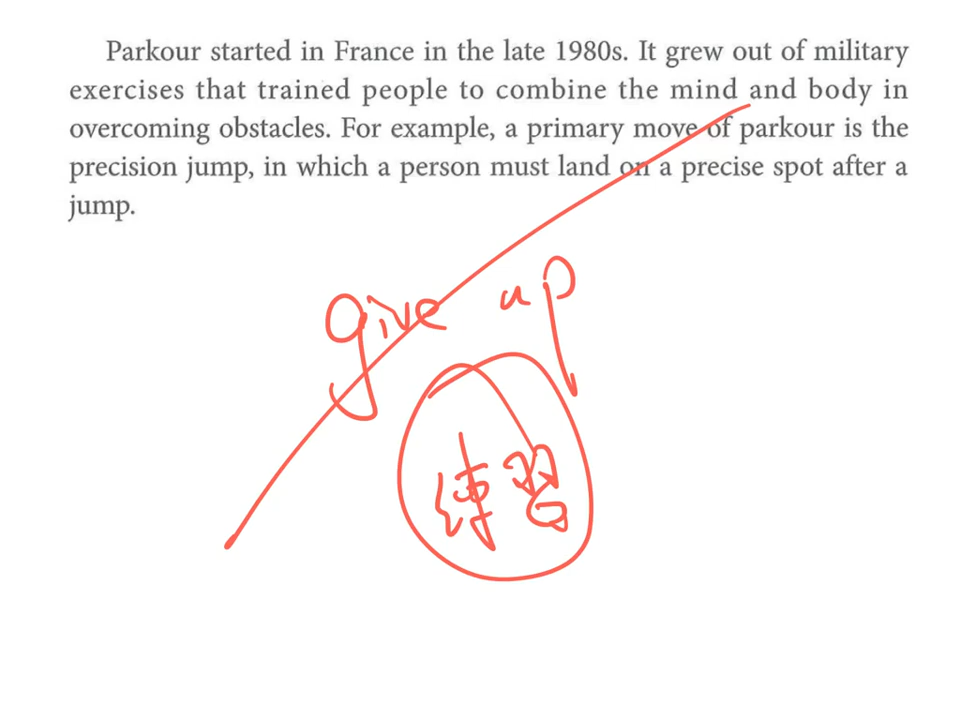 Parkour started in France in the late 1980s. It grew out of military
exercises that trained people to combine the mind and body in
overcoming obstacles. For example, a primary move of parkour is the
precision jump, in which a person must land on a precise spot after a
jump.
give up
練習